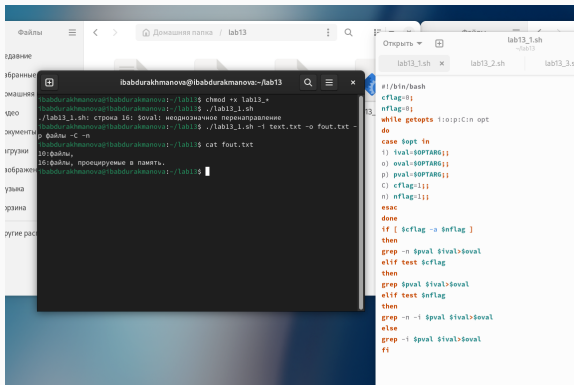 Файлы
Домашняя папка / lab13
Открыть
lab13_1.sh
~/lab13
lab13_1.sh × lab13_2.sh lab13_3.s
ibabdurakhmanova@ibabdurakhmanova:~/lab13
ibabdurakhmanova@ibabdurakhmanova:~/lab13$ chmod +x lab13_*
ibabdurakhmanova@ibabdurakhmanova:~/lab13$ ./lab13_1.sh
./lab13_1.sh: строка 16: $oval: неоднозначное перенаправление
ibabdurakhmanova@ibabdurakhmanova:~/lab13$ ./lab13_1.sh -i text.txt -o fout.txt -
p файлы -C -n
ibabdurakhmanova@ibabdurakhmanova:~/lab13$ cat fout.txt
10:файлы,
16:файлы, проецируемые в память.
ibabdurakhmanova@ibabdurakhmanova:~/lab13$
#!/bin/bash
cflag=0;
nflag=0;
while getopts i:o:p:C:n opt
do
case $opt in
i) ival=$OPTARG;;
o) oval=$OPTARG;;
p) pval=$OPTARG;;
C) cflag=1;;
n) nflag=1;;
esac
done
if [ $cflag -a $nflag ]
then
grep -n $pval $ival>$oval
elif test $cflag
then
grep $pval $ival>$oval
elif test $nflag
then
grep -n -i $pval $ival>$oval
else
grep -i $pval $ival>$oval
fi